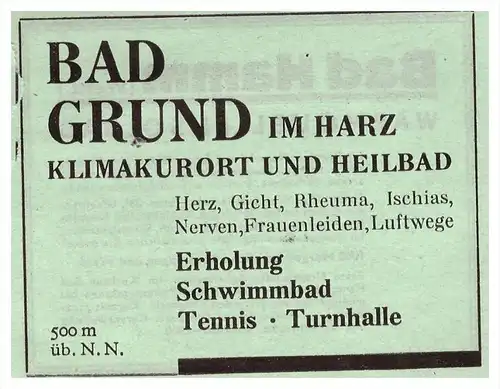 BAD
GRUND IM HARZ
KLIMAKURORT UND HEILBAD
Herz, Gicht, Rheuma, Ischias,
Nerven, Frauenleiden, Luftwege
Erholung
Schwimmbad
Tennis · Turnhalle
500 m
üb. N. N.